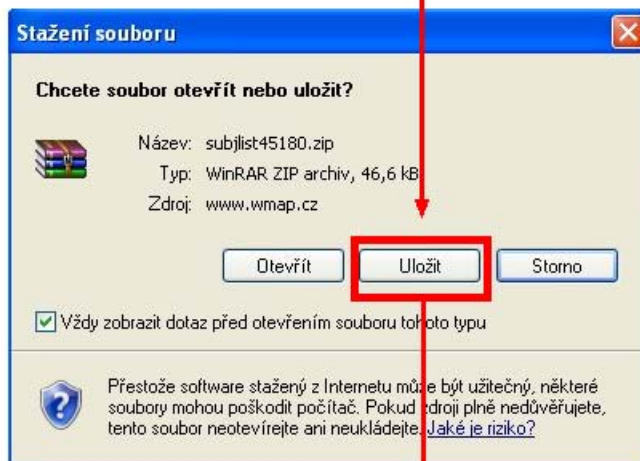 Stažení souboru
Chcete soubor otevřít nebo uložit?
Název: subjlist45180.zip
Typ: WinRAR ZIP archiv, 46,6 kB
Zdroj: www.wmap.cz
Otevřít Uložit Storno
Vždy zobrazit dotaz před otevřením souboru tohoto typu
Přestože software stažený z Internetu může být užitečný, některé
soubory mohou poškodit počítač. Pokud zdroji plně nedůvěřujete,
tento soubor neotevírejte ani neukládejte. Jaké je riziko?